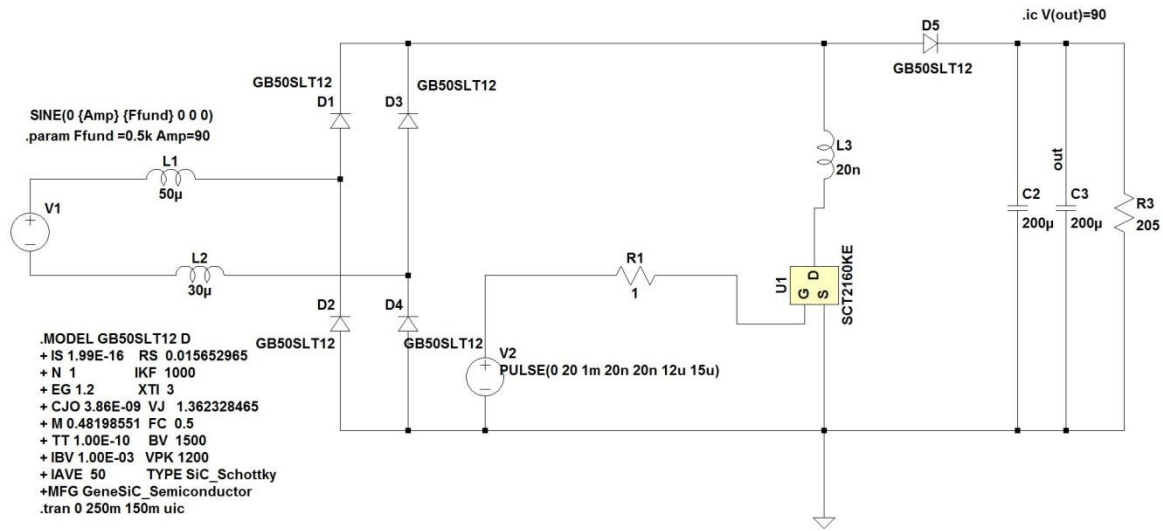 .ic V(out)=90
D5
GB50SLT12
GB50SLT12
GB50SLT12
D1
D3
SINE(0 {Amp} {Ffund} 0 0 0)
.param Ffund =0.5k Amp=90
L1
50µ
V1
L2
30µ
L3
20n
out
C2
200µ
C3
200µ
R3
205
R1
1
U1
G
D
S
SCT2160KE
D2
D4
GB50SLT12
GB50SLT12
V2
PULSE(0 20 1m 20n 20n 12u 15u)
.MODEL GB50SLT12 D
+ IS 1.99E-16 RS 0.015652965
+ N 1 IKF 1000
+ EG 1.2 XTI 3
+ CJO 3.86E-09 VJ 1.362328465
+ M 0.48198551 FC 0.5
+ TT 1.00E-10 BV 1500
+ IBV 1.00E-03 VPK 1200
+ IAVE 50 TYPE SiC_Schottky
+MFG GeneSiC_Semiconductor
.tran 0 250m 150m uic